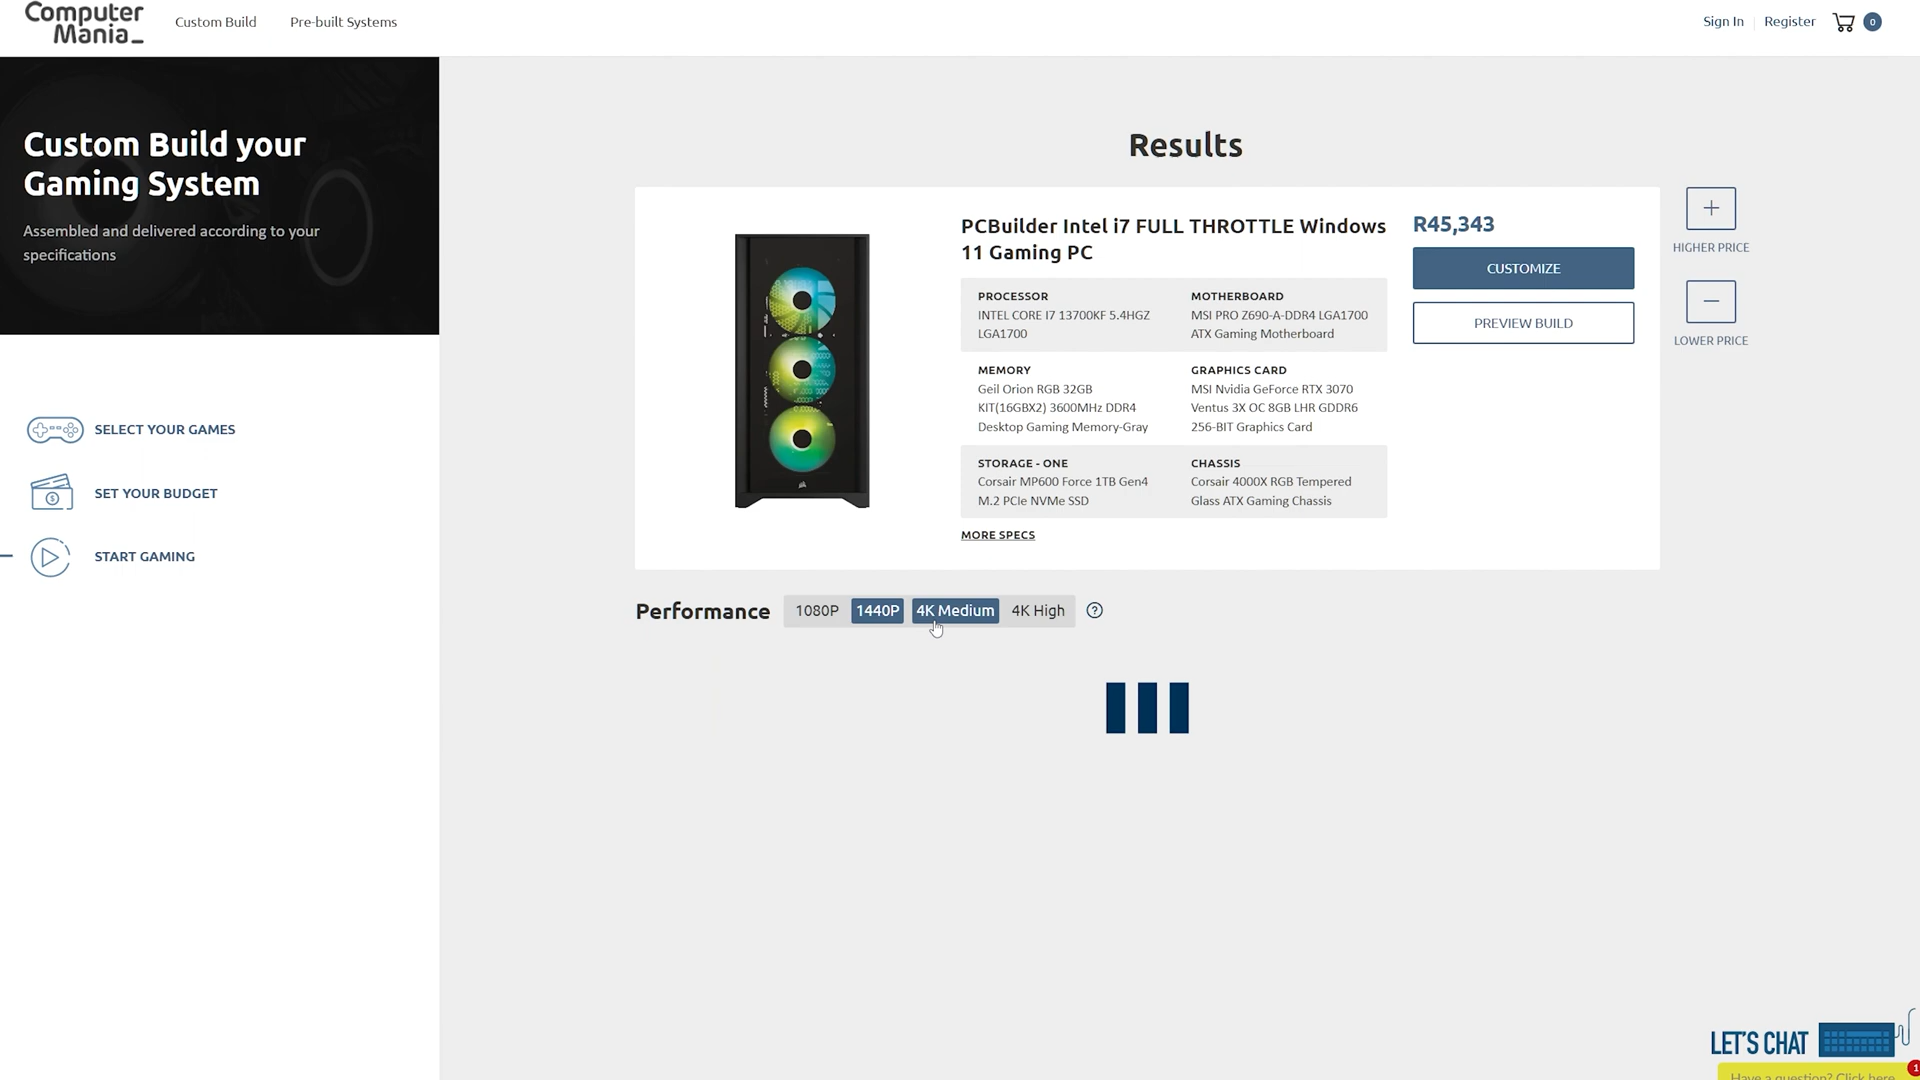 Computer
Mania_
Custom Build
Pre-built Systems
Sign In
Register
0
Custom Build your
Gaming System
Assembled and delivered according to your
specifications
SELECT YOUR GAMES
SET YOUR BUDGET
START GAMING
Results
PCBuilder Intel i7 FULL THROTTLE Windows
11 Gaming PC
PROCESSOR
INTEL CORE I7 13700KF 5.4HGZ
LGA1700
MOTHERBOARD
MSI PRO Z690-A-DDR4 LGA1700
ATX Gaming Motherboard
MEMORY
Geil Orion RGB 32GB
KIT(16GBX2) 3600MHz DDR4
Desktop Gaming Memory-Gray
GRAPHICS CARD
MSI Nvidia GeForce RTX 3070
Ventus 3X OC 8GB LHR GDDR6
256-BIT Graphics Card
STORAGE - ONE
Corsair MP600 Force 1TB Gen4
M.2 PCIe NVMe SSD
CHASSIS
Corsair 4000X RGB Tempered
Glass ATX Gaming Chassis
MORE SPECS
R45,343
CUSTOMIZE
PREVIEW BUILD
+
HIGHER PRICE
−
LOWER PRICE
Performance
1080P
1440P
4K Medium
4K High
?
LET'S CHAT
1
Have a question? Click here